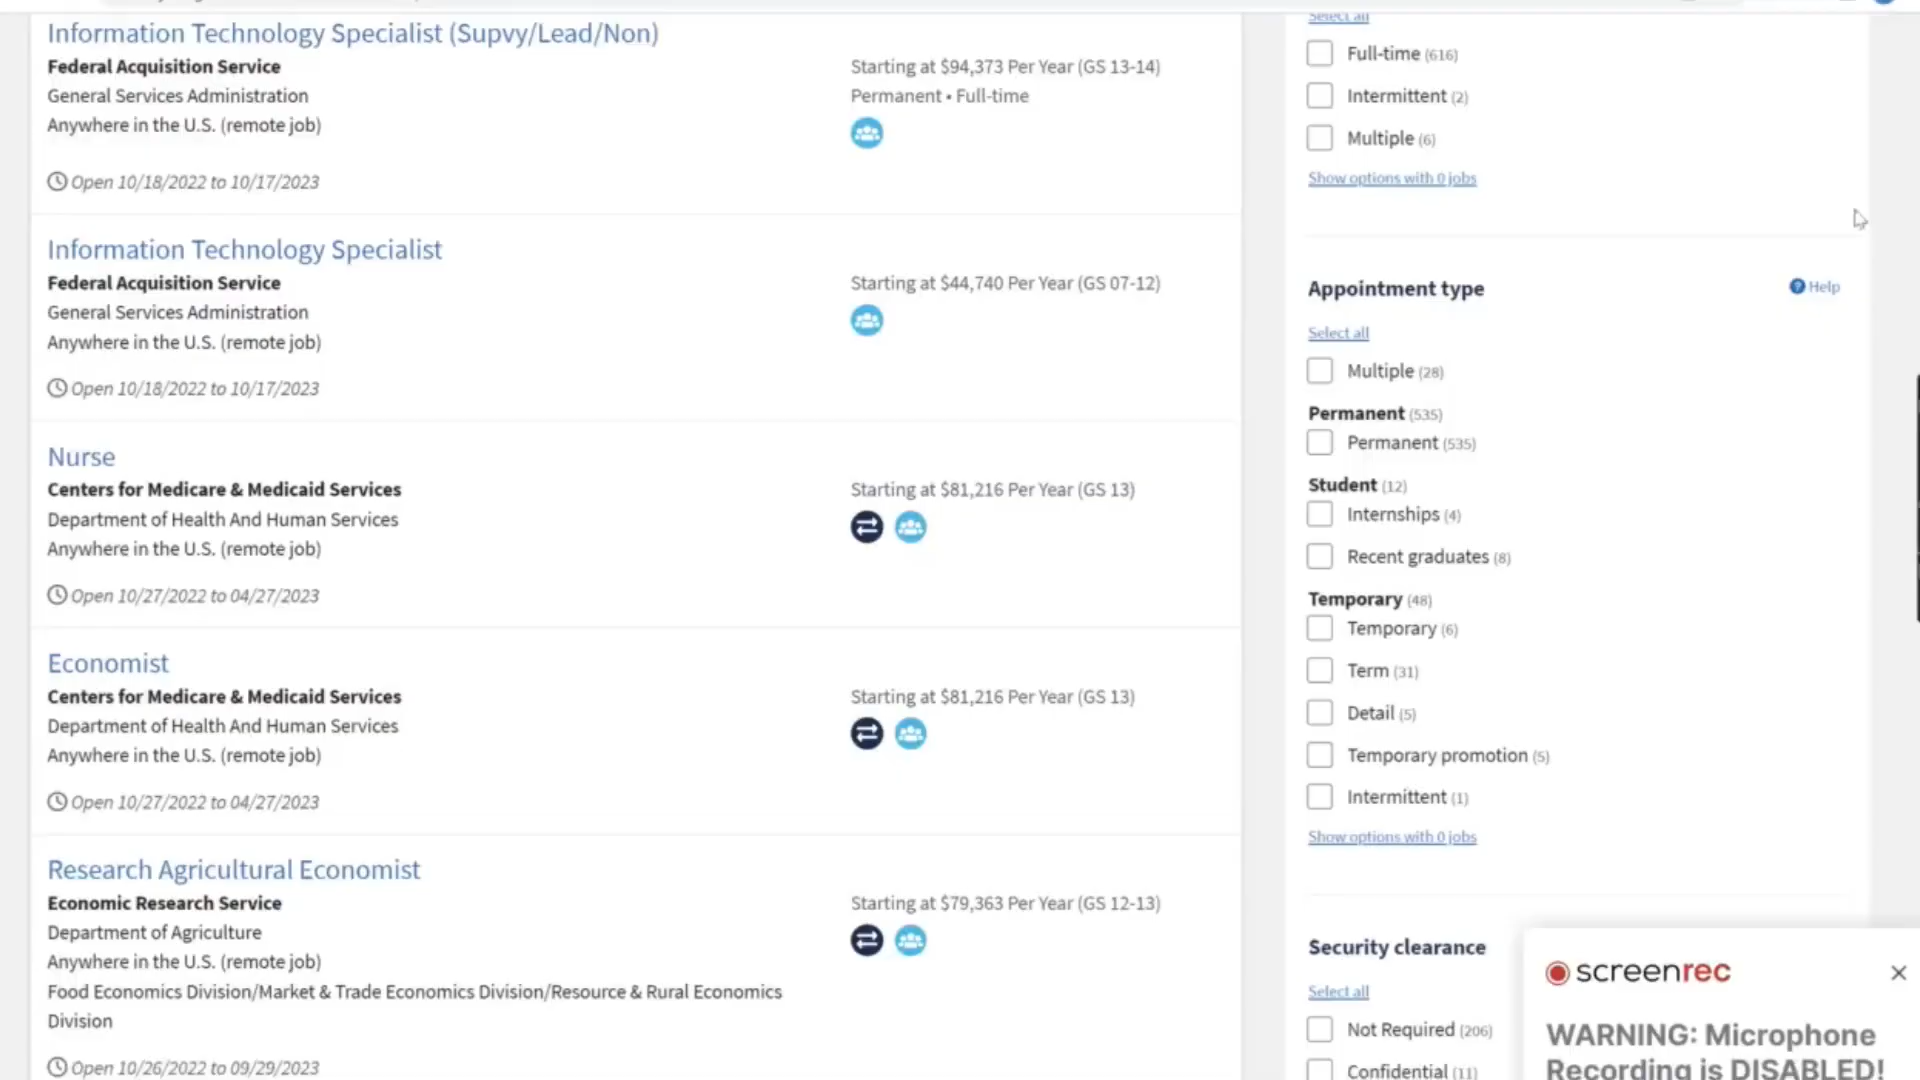 Information Technology Specialist (Supvy/Lead/Non)
Federal Acquisition Service
General Services Administration
Anywhere in the U.S. (remote job)
Starting at $94,373 Per Year (GS 13-14)
Permanent • Full-time
Open 10/18/2022 to 10/17/2023
Information Technology Specialist
Federal Acquisition Service
General Services Administration
Anywhere in the U.S. (remote job)
Starting at $44,740 Per Year (GS 07-12)
Open 10/18/2022 to 10/17/2023
Nurse
Centers for Medicare & Medicaid Services
Department of Health And Human Services
Anywhere in the U.S. (remote job)
Starting at $81,216 Per Year (GS 13)
Open 10/27/2022 to 04/27/2023
Economist
Centers for Medicare & Medicaid Services
Department of Health And Human Services
Anywhere in the U.S. (remote job)
Starting at $81,216 Per Year (GS 13)
Open 10/27/2022 to 04/27/2023
Research Agricultural Economist
Economic Research Service
Department of Agriculture
Anywhere in the U.S. (remote job)
Food Economics Division/Market & Trade Economics Division/Resource & Rural Economics
Division
Starting at $79,363 Per Year (GS 12-13)
Open 10/26/2022 to 09/29/2023
Select all
Full-time (616)
Intermittent (2)
Multiple (6)
Show options with 0 jobs
Appointment type
Help
Select all
Multiple (28)
Permanent (535)
Permanent (535)
Student (12)
Internships (4)
Recent graduates (8)
Temporary (48)
Temporary (6)
Term (31)
Detail (5)
Temporary promotion (5)
Intermittent (1)
Show options with 0 jobs
Security clearance
Select all
Not Required (206)
Confidential (11)
screenrec
WARNING: Microphone
Recording is DISABLED!